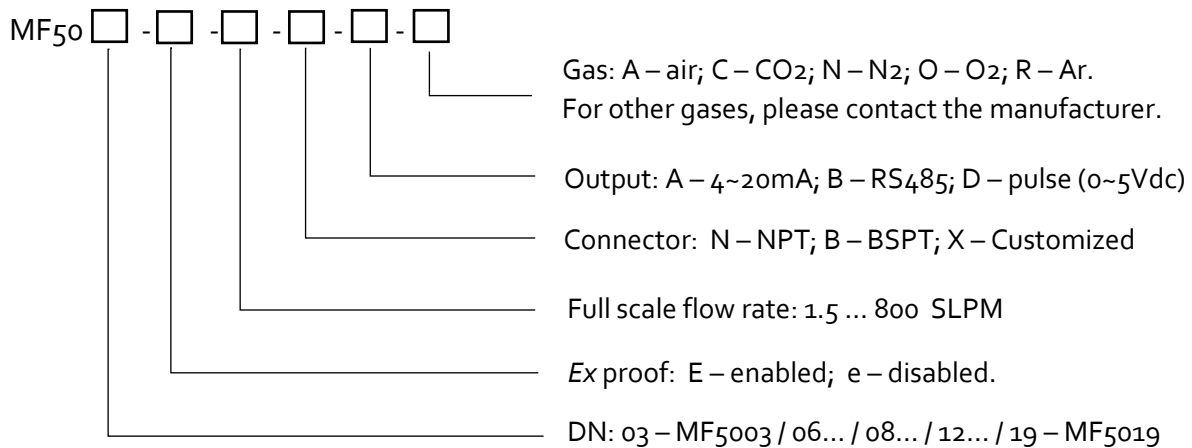 MF50 - - - - -
Gas: A – air; C – CO2; N – N2; O – O2; R – Ar.
For other gases, please contact the manufacturer.
Output: A – 4~20mA; B – RS485; D – pulse (0~5Vdc)
Connector: N – NPT; B – BSPT; X – Customized
Full scale flow rate: 1.5 ... 800 SLPM
Ex proof: E – enabled; e – disabled.
DN: 03 – MF5003 / 06... / 08... / 12... / 19 – MF5019